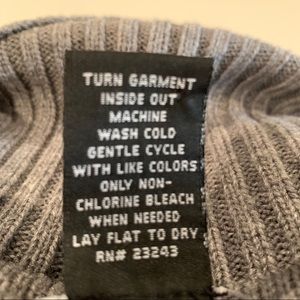 TURN GARMENT
INSIDE OUT
MACHINE
WASH COLD
GENTLE CYCLE
WITH LIKE COLORS
ONLY NON-
CHLORINE BLEACH
WHEN NEEDED
LAY FLAT TO DRY
RN# 23243